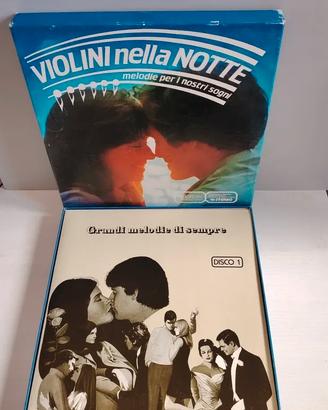 VIOLINI nella NOTTE
melodie per i nostri sogni
Grandi melodie di sempre
DISCO 1